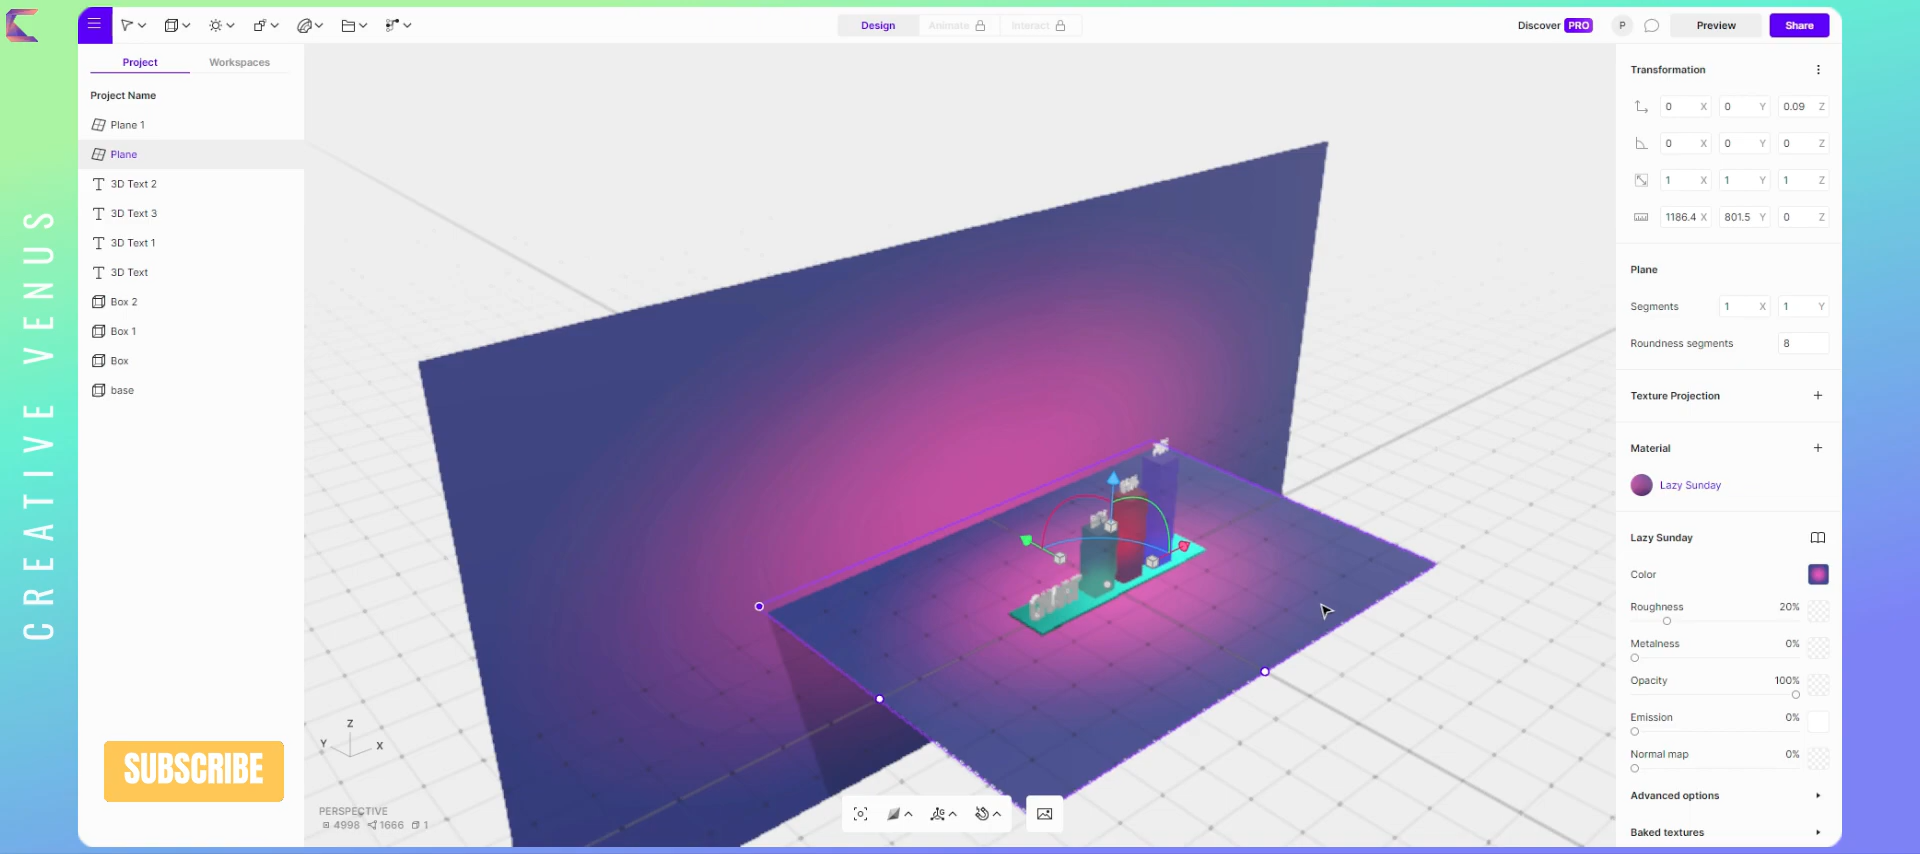 Design
Animate
Interact
Discover PRO
P
Preview
Share
Project
Workspaces
Project Name
Plane 1
Plane
3D Text 2
3D Text 3
3D Text 1
3D Text
Box 2
Box 1
Box
base
CREATIVE VENUS
SUBSCRIBE
Z
Y
X
PERSPECTIVE
4998 1666 1
Transformation
0 X 0 Y 0.09 Z
0 X 0 Y 0 Z
1 X 1 Y 1 Z
1186.4 X 801.5 Y 0 Z
Plane
Segments 1 X 1 Y
Roundness segments 8
Texture Projection
Material
Lazy Sunday
Lazy Sunday
Color
Roughness 20%
Metalness 0%
Opacity 100%
Emission 0%
Normal map 0%
Advanced options
Baked textures